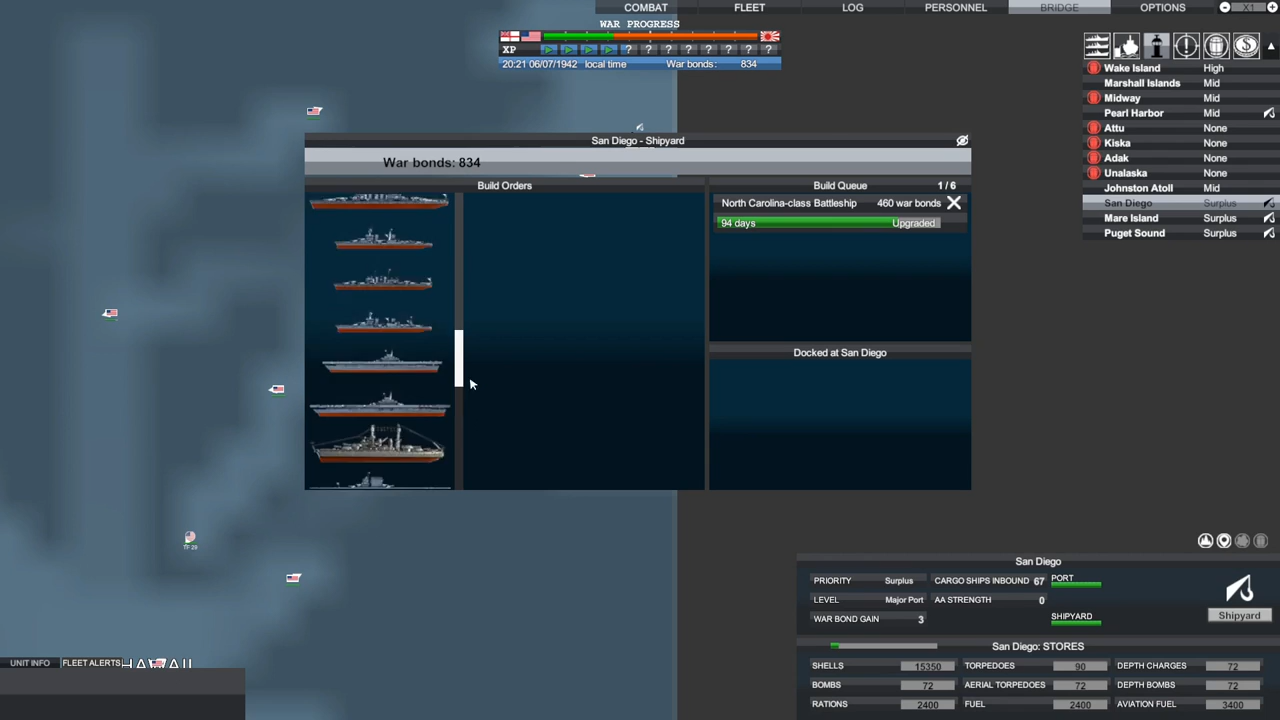 COMBAT FLEET LOG PERSONNEL BRIDGE OPTIONS X1
WAR PROGRESS
XP ? ? ? ? ? ? ? ?
20:21 06/07/1942 local time War bonds: 834
Wake Island High
Marshall Islands Mid
Midway Mid
Pearl Harbor Mid
Attu None
Kiska None
Adak None
Unalaska None
Johnston Atoll Mid
San Diego Surplus
Mare Island Surplus
Puget Sound Surplus
San Diego - Shipyard
War bonds: 834
Build Orders
Build Queue 1 / 6
North Carolina-class Battleship 460 war bonds
94 days Upgraded
Docked at San Diego
TF 29
HAWAII
UNIT INFO FLEET ALERTS
San Diego
PRIORITY Surplus CARGO SHIPS INBOUND 67 PORT
LEVEL Major Port AA STRENGTH 0
WAR BOND GAIN 3 SHIPYARD
Shipyard
San Diego: STORES
SHELLS 15350 TORPEDOES 90 DEPTH CHARGES 72
BOMBS 72 AERIAL TORPEDOES 72 DEPTH BOMBS 72
RATIONS 2400 FUEL 2400 AVIATION FUEL 3400